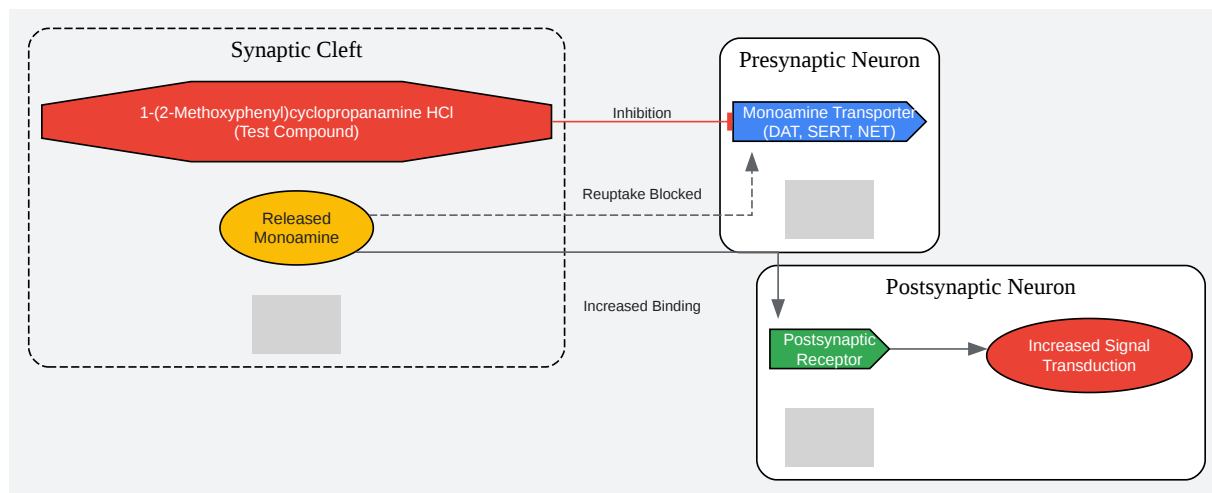 Synaptic Cleft
1-(2-Methoxyphenyl)cyclopropanamine HCl
(Test Compound)
Inhibition
Presynaptic Neuron
Monoamine Transporter
(DAT, SERT, NET)
Reuptake Blocked
Released
Monoamine
Increased Binding
Postsynaptic Neuron
Postsynaptic
Receptor
Increased Signal
Transduction